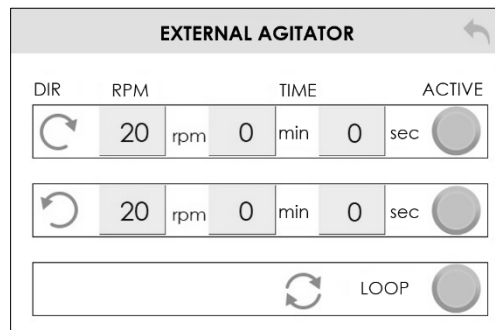 EXTERNAL AGITATOR
DIR RPM TIME ACTIVE
20 rpm 0 min 0 sec
20 rpm 0 min 0 sec
LOOP